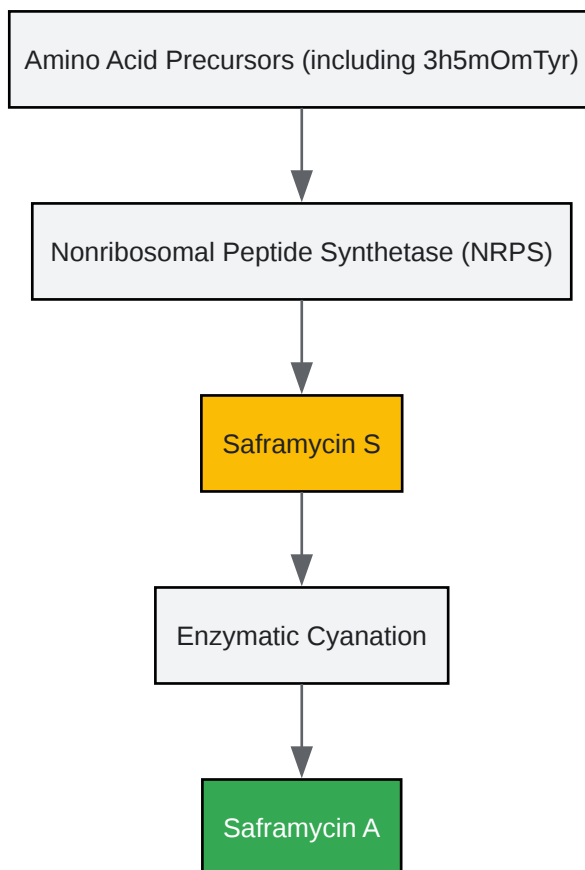 Amino Acid Precursors (including 3h5mOmTyr)
Nonribosomal Peptide Synthetase (NRPS)
Saframycin S
Enzymatic Cyanation
Saframycin A